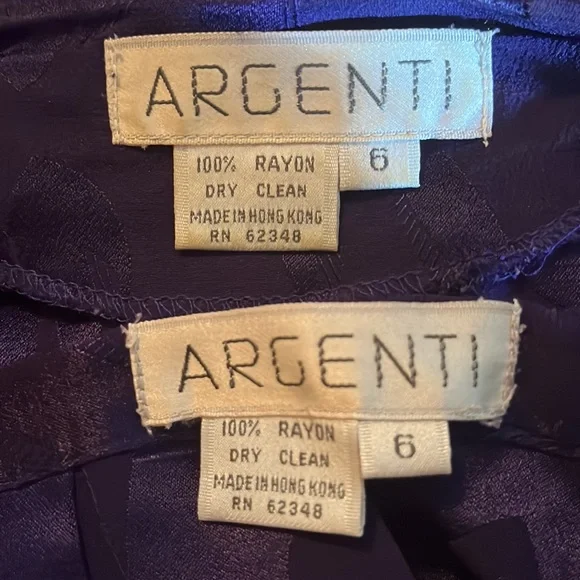 ARGENTI
100% RAYON
DRY CLEAN
MADE IN HONG KONG
RN 62348
6
ARGENTI
100% RAYON
DRY CLEAN
MADE IN HONG KONG
RN 62348
6